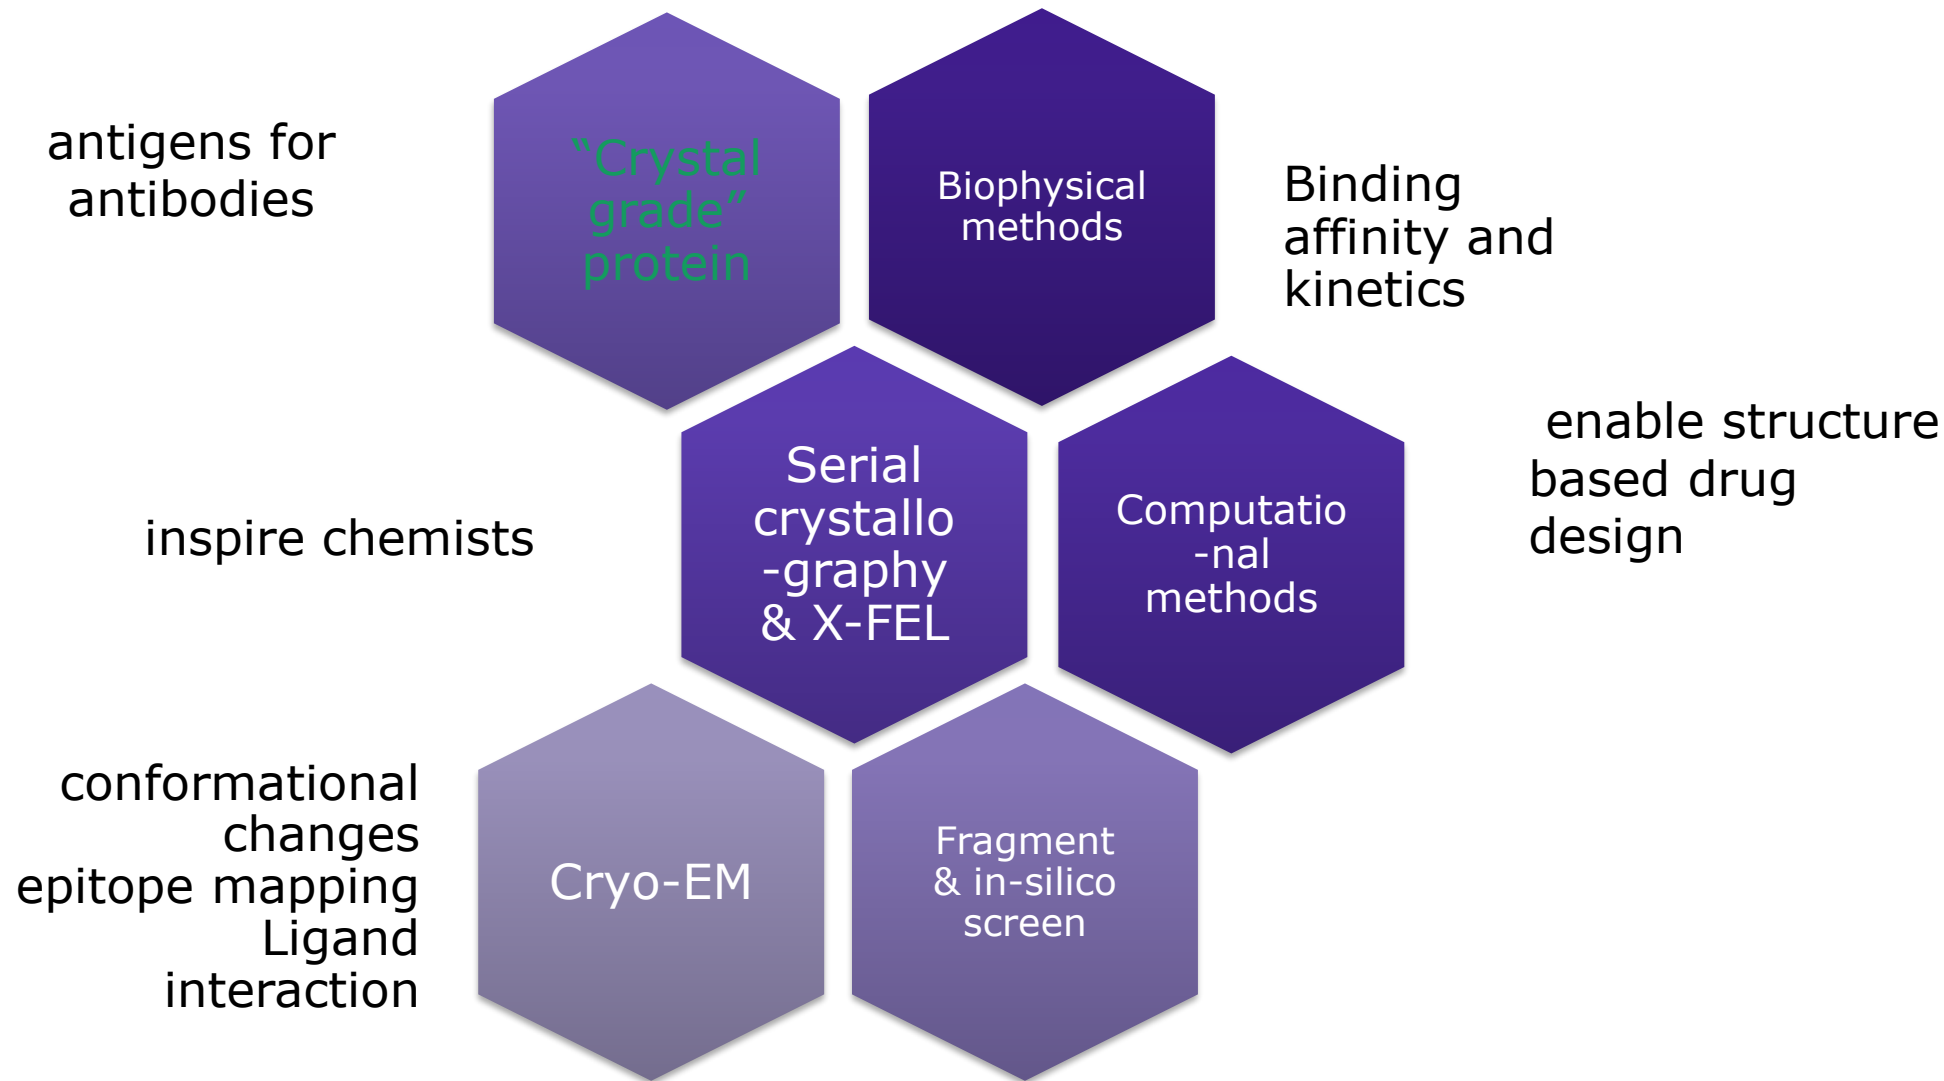 antigens for
antibodies
“Crystal
grade”
protein
Biophysical
methods
Binding
affinity and
kinetics
inspire chemists
Serial
crystallo
-graphy
& X-FEL
Computatio
-nal
methods
enable structure
based drug
design
conformational
changes
epitope mapping
Ligand
interaction
Cryo-EM
Fragment
& in-silico
screen